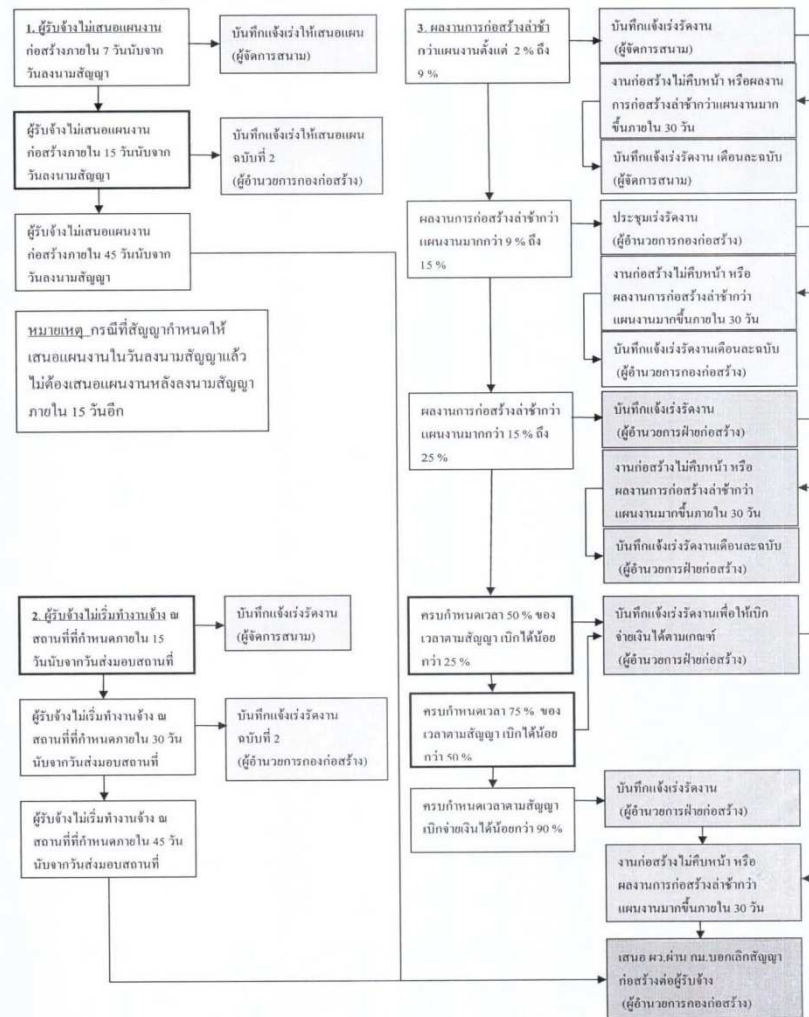 1. ผู้รับจ้างไม่เสนอแผนงาน
ก่อสร้างภายใน 7 วันนับจาก
วันลงนามสัญญา
บันทึกแจ้งเร่งให้เสนอแผน
(ผู้จัดการสนาม)
ผู้รับจ้างไม่เสนอแผนงาน
ก่อสร้างภายใน 15 วันนับจาก
วันลงนามสัญญา
บันทึกแจ้งเร่งให้เสนอแผน
ฉบับที่ 2
(ผู้อำนวยการกองก่อสร้าง)
ผู้รับจ้างไม่เสนอแผนงาน
ก่อสร้างภายใน 45 วันนับจาก
วันลงนามสัญญา
หมายเหตุ กรณีที่สัญญากำหนดให้
เสนอแผนงานในวันลงนามสัญญาแล้ว
ไม่ต้องเสนอแผนงานหลังลงนามสัญญา
ภายใน 15 วันอีก
2. ผู้รับจ้างไม่เริ่มทำงานจ้าง ณ
สถานที่ที่กำหนดภายใน 15
วันนับจากวันส่งมอบสถานที่
บันทึกแจ้งเร่งรัดงาน
(ผู้จัดการสนาม)
ผู้รับจ้างไม่เริ่มทำงานจ้าง ณ
สถานที่ที่กำหนดภายใน 30 วัน
นับจากวันส่งมอบสถานที่
บันทึกแจ้งเร่งรัดงาน
ฉบับที่ 2
(ผู้อำนวยการกองก่อสร้าง)
ผู้รับจ้างไม่เริ่มทำงานจ้าง ณ
สถานที่ที่กำหนดภายใน 45 วัน
นับจากวันส่งมอบสถานที่
3. ผลงานการก่อสร้างล่าช้า
กว่าแผนงานตั้งแต่ 2 % ถึง
9 %
บันทึกแจ้งเร่งรัดงาน
(ผู้จัดการสนาม)
งานก่อสร้างไม่คืบหน้า หรือผลงาน
การก่อสร้างล่าช้ากว่าแผนงานมาก
ขึ้นภายใน 30 วัน
บันทึกแจ้งเร่งรัดงาน เดือนละฉบับ
(ผู้จัดการสนาม)
ผลงานการก่อสร้างล่าช้ากว่า
แผนงานมากกว่า 9 % ถึง
15 %
ประชุมเร่งรัดงาน
(ผู้อำนวยการกองก่อสร้าง)
งานก่อสร้างไม่คืบหน้า หรือ
ผลงานการก่อสร้างล่าช้ากว่า
แผนงานมากขึ้นภายใน 30 วัน
บันทึกแจ้งเร่งรัดงานเดือนละฉบับ
(ผู้อำนวยการกองก่อสร้าง)
ผลงานการก่อสร้างล่าช้ากว่า
แผนงานมากกว่า 15 % ถึง
25 %
บันทึกแจ้งเร่งรัดงาน
(ผู้อำนวยการฝ่ายก่อสร้าง)
งานก่อสร้างไม่คืบหน้า หรือ
ผลงานการก่อสร้างล่าช้ากว่า
แผนงานมากขึ้นภายใน 30 วัน
บันทึกแจ้งเร่งรัดงานเดือนละฉบับ
(ผู้อำนวยการฝ่ายก่อสร้าง)
ครบกำหนดเวลา 50 % ของ
เวลาตามสัญญา เบิกได้น้อย
กว่า 25 %
บันทึกแจ้งเร่งรัดงานเพื่อให้เบิก
จ่ายเงินได้ตามเกณฑ์
(ผู้อำนวยการฝ่ายก่อสร้าง)
ครบกำหนดเวลา 75 % ของ
เวลาตามสัญญา เบิกได้น้อย
กว่า 50 %
ครบกำหนดเวลาตามสัญญา
เบิกจ่ายเงินได้น้อยกว่า 90 %
บันทึกแจ้งเร่งรัดงาน
(ผู้อำนวยการฝ่ายก่อสร้าง)
งานก่อสร้างไม่คืบหน้า หรือ
ผลงานการก่อสร้างล่าช้ากว่า
แผนงานมากขึ้นภายใน 30 วัน
เสนอ ผว.ผ่าน กม.บอกเลิกสัญญา
ก่อสร้างต่อผู้รับจ้าง
(ผู้อำนวยการกองก่อสร้าง)